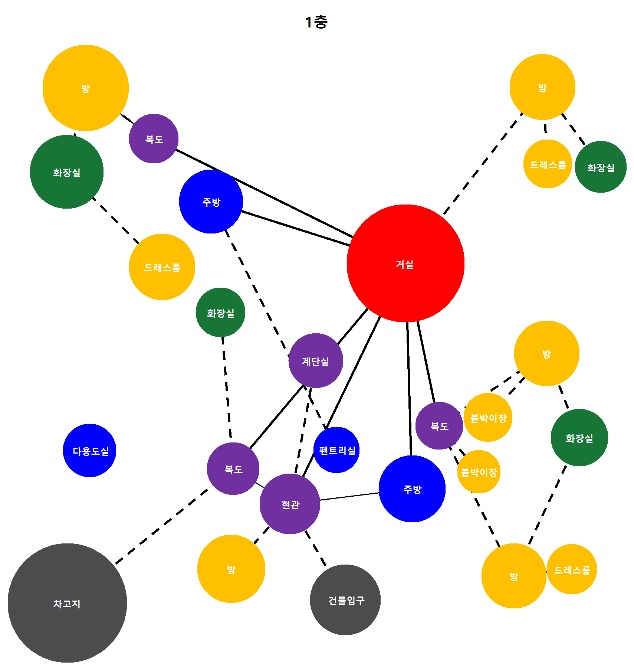 1층
방
방
복도
드레스룸
화장실
화장실
주방
거실
드레스룸
화장실
계단실
방
붙박이장
복도
화장실
다용도실
팬트리실
복도
붙박이장
주방
현관
방
방
드레스룸
차고지
건물입구